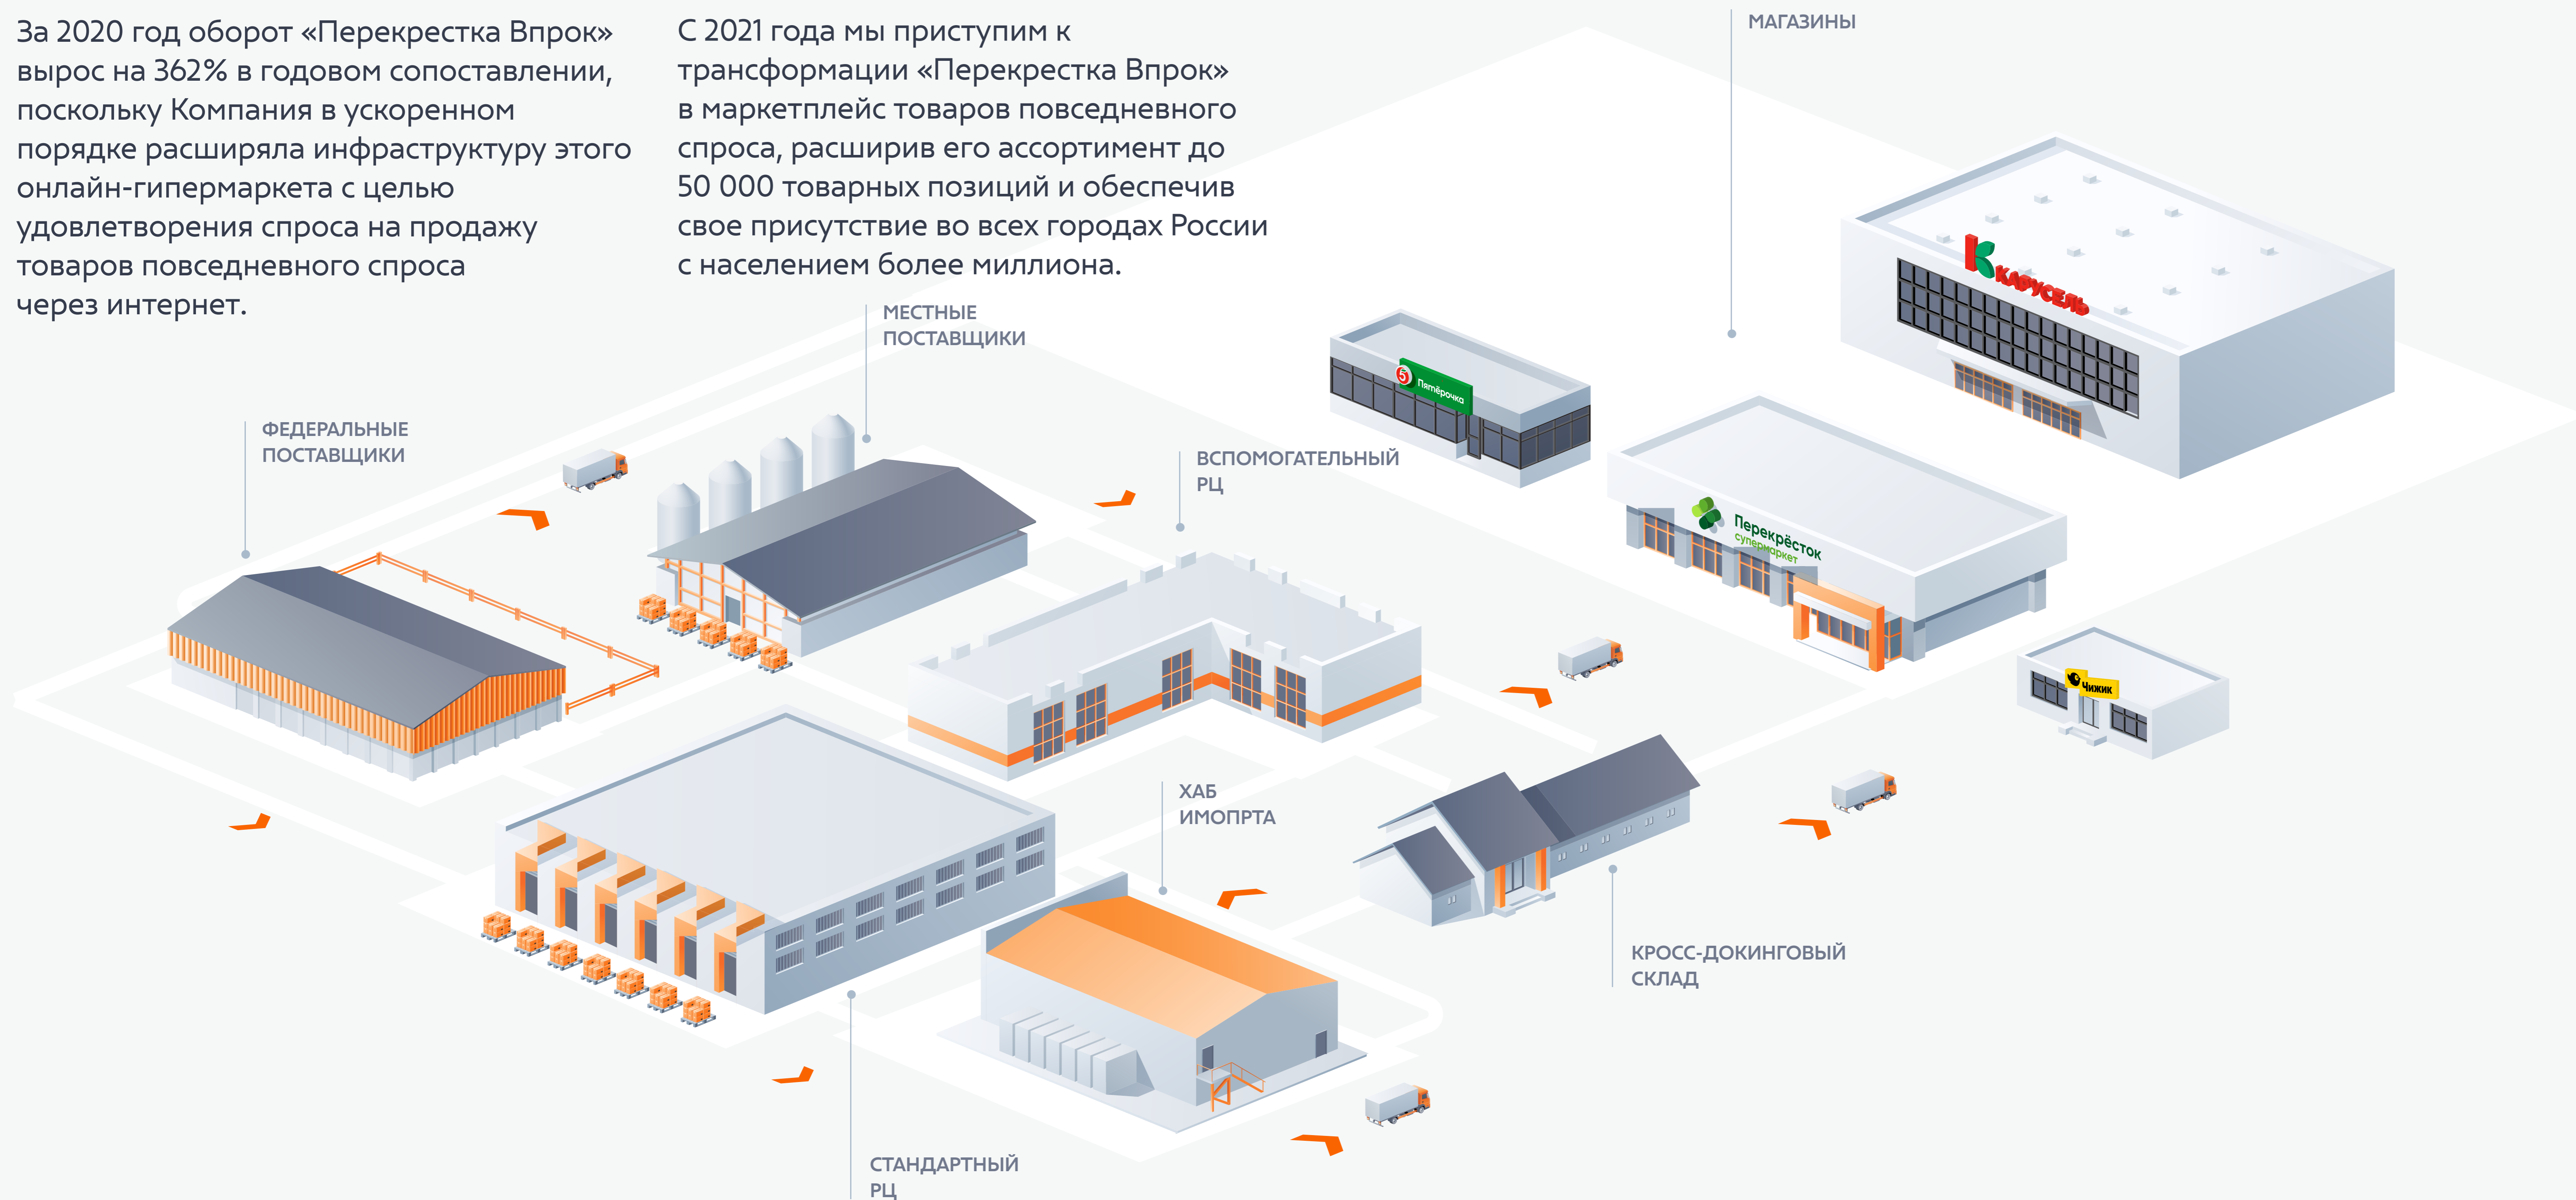 За 2020 год оборот «Перекрестка Впрок»
вырос на 362% в годовом сопоставлении,
поскольку Компания в ускоренном
порядке расширяла инфраструктуру этого
онлайн-гипермаркета с целью
удовлетворения спроса на продажу
товаров повседневного спроса
через интернет.
С 2021 года мы приступим к
трансформации «Перекрестка Впрок»
в маркетплейс товаров повседневного
спроса, расширив его ассортимент до
50 000 товарных позиций и обеспечив
свое присутствие во всех городах России
с населением более миллиона.
МАГАЗИНЫ
К КАРУСЕЛЬ
МЕСТНЫЕ
ПОСТАВЩИКИ
5 Пятёрочка
ФЕДЕРАЛЬНЫЕ
ПОСТАВЩИКИ
ВСПОМОГАТЕЛЬНЫЙ
РЦ
Перекрёсток
супермаркет
Чижик
ХАБ
ИМОПРТА
КРОСС-ДОКИНГОВЫЙ
СКЛАД
СТАНДАРТНЫЙ
РЦ